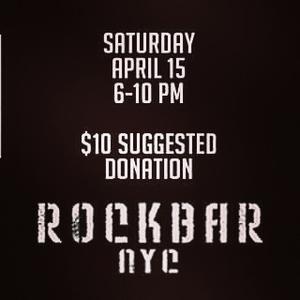 SATURDAY
APRIL 15
6-10 PM
$10 SUGGESTED
DONATION
ROCKBAR
NYC